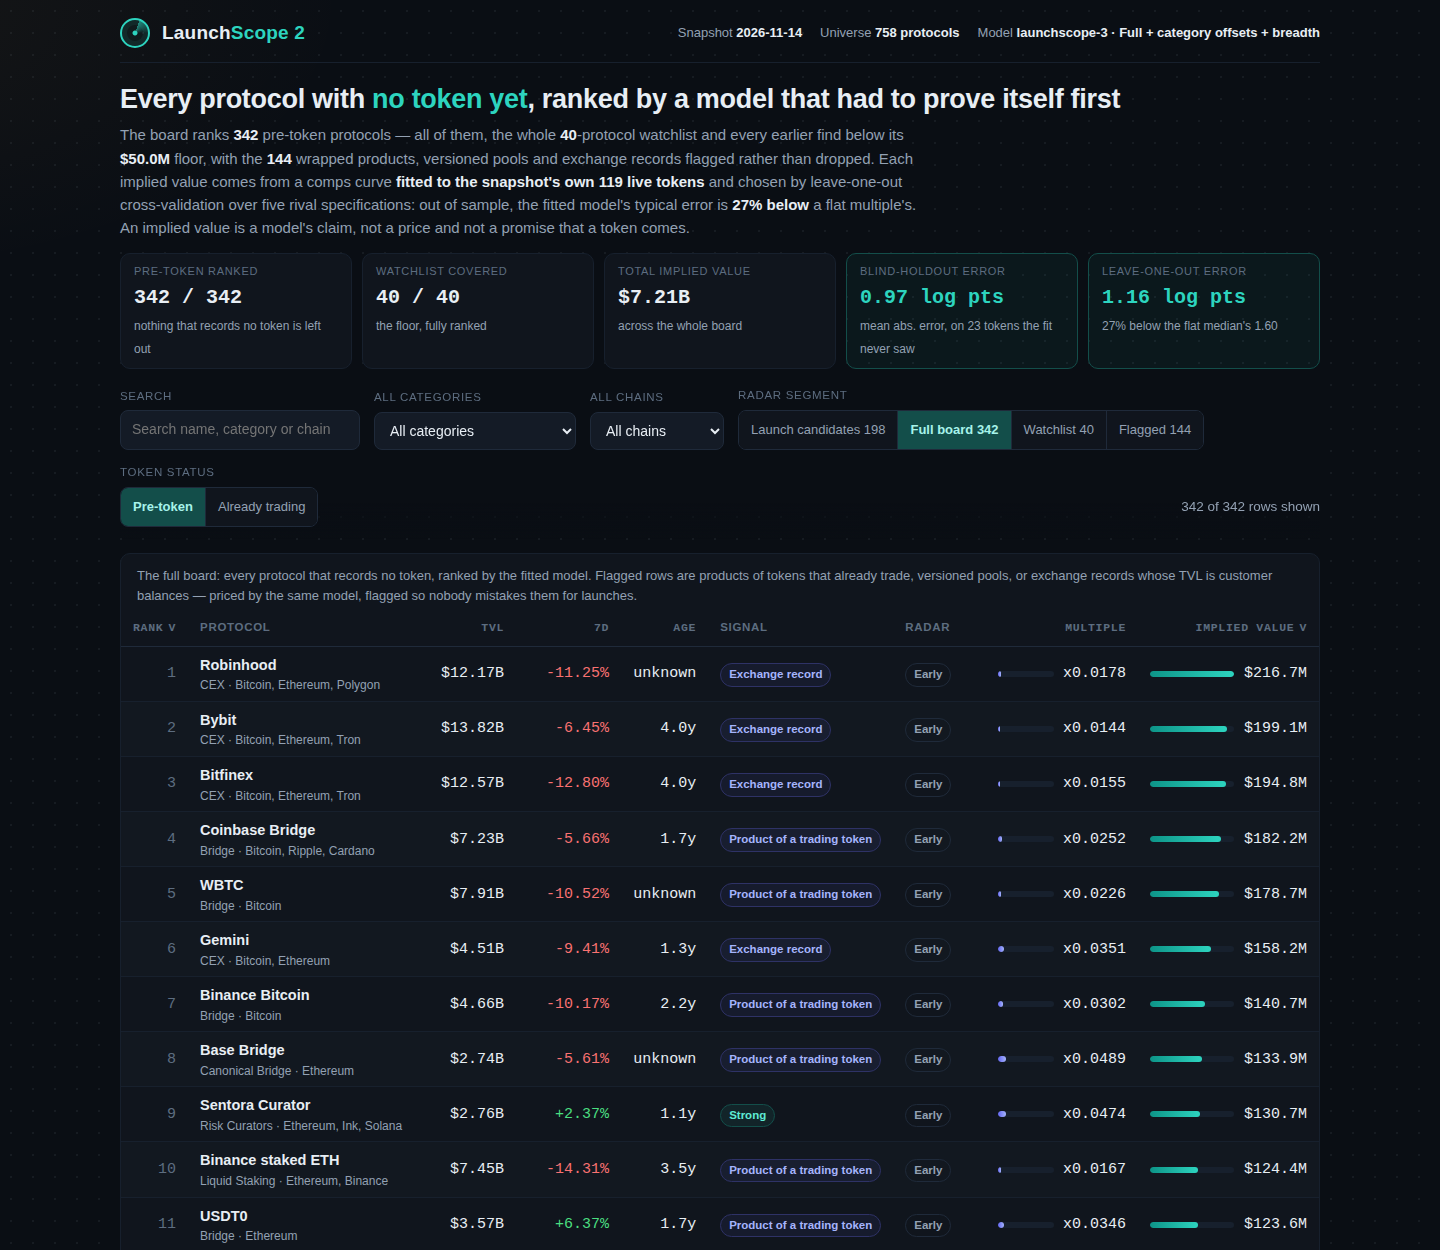 LaunchScope 2
Snapshot 2026-11-14 Universe 758 protocols Model launchscope-3 · Full + category offsets + breadth
Every protocol with no token yet, ranked by a model that had to prove itself first
The board ranks 342 pre-token protocols — all of them, the whole 40-protocol watchlist and every earlier find below its
$50.0M floor, with the 144 wrapped products, versioned pools and exchange records flagged rather than dropped. Each
implied value comes from a comps curve fitted to the snapshot's own 119 live tokens and chosen by leave-one-out
cross-validation over five rival specifications: out of sample, the fitted model's typical error is 27% below a flat multiple's.
An implied value is a model's claim, not a price and not a promise that a token comes.
PRE-TOKEN RANKED
342 / 342
nothing that records no token is left
out
WATCHLIST COVERED
40 / 40
the floor, fully ranked
TOTAL IMPLIED VALUE
$7.21B
across the whole board
BLIND-HOLDOUT ERROR
0.97 log pts
mean abs. error, on 23 tokens the fit
never saw
LEAVE-ONE-OUT ERROR
1.16 log pts
27% below the flat median's 1.60
SEARCH
Search name, category or chain
ALL CATEGORIES
All categories
ALL CHAINS
All chains
RADAR SEGMENT
Launch candidates 198 Full board 342 Watchlist 40 Flagged 144
TOKEN STATUS
Pre-token Already trading
342 of 342 rows shown
The full board: every protocol that records no token, ranked by the fitted model. Flagged rows are products of tokens that already trade, versioned pools, or exchange records whose TVL is customer
balances — priced by the same model, flagged so nobody mistakes them for launches.
RANK V PROTOCOL TVL 7D AGE SIGNAL RADAR MULTIPLE IMPLIED VALUE V
1 Robinhood $12.17B -11.25% unknown Exchange record Early x0.0178 $216.7M
CEX · Bitcoin, Ethereum, Polygon
2 Bybit $13.82B -6.45% 4.0y Exchange record Early x0.0144 $199.1M
CEX · Bitcoin, Ethereum, Tron
3 Bitfinex $12.57B -12.80% 4.0y Exchange record Early x0.0155 $194.8M
CEX · Bitcoin, Ethereum, Tron
4 Coinbase Bridge $7.23B -5.66% 1.7y Product of a trading token Early x0.0252 $182.2M
Bridge · Bitcoin, Ripple, Cardano
5 WBTC $7.91B -10.52% unknown Product of a trading token Early x0.0226 $178.7M
Bridge · Bitcoin
6 Gemini $4.51B -9.41% 1.3y Exchange record Early x0.0351 $158.2M
CEX · Bitcoin, Ethereum
7 Binance Bitcoin $4.66B -10.17% 2.2y Product of a trading token Early x0.0302 $140.7M
Bridge · Bitcoin
8 Base Bridge $2.74B -5.61% unknown Product of a trading token Early x0.0489 $133.9M
Canonical Bridge · Ethereum
9 Sentora Curator $2.76B +2.37% 1.1y Strong Early x0.0474 $130.7M
Risk Curators · Ethereum, Ink, Solana
10 Binance staked ETH $7.45B -14.31% 3.5y Product of a trading token Early x0.0167 $124.4M
Liquid Staking · Ethereum, Binance
11 USDT0 $3.57B +6.37% 1.7y Product of a trading token Early x0.0346 $123.6M
Bridge · Ethereum